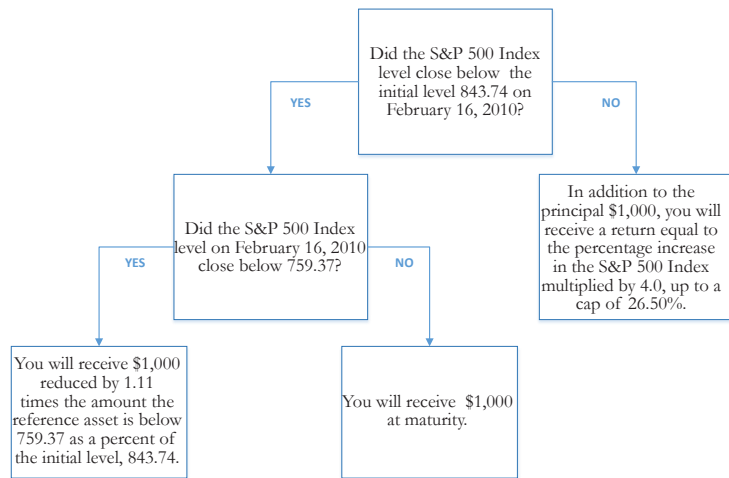 Did the S&P 500 Index
level close below the
initial level 843.74 on
February 16, 2010?
YES
NO
Did the S&P 500 Index
level on February 16, 2010
close below 759.37?
In addition to the
principal $1,000, you will
receive a return equal to
the percentage increase
in the S&P 500 Index
multiplied by 4.0, up to a
cap of 26.50%.
YES
NO
You will receive $1,000
reduced by 1.11
times the amount the
reference asset is below
759.37 as a percent of
the initial level, 843.74.
You will receive $1,000
at maturity.